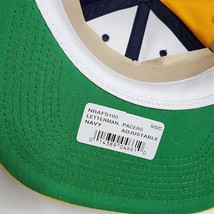 NBAFS100 SSC
LETTERMAN, PACERS
NAVY ADJUSTABLE